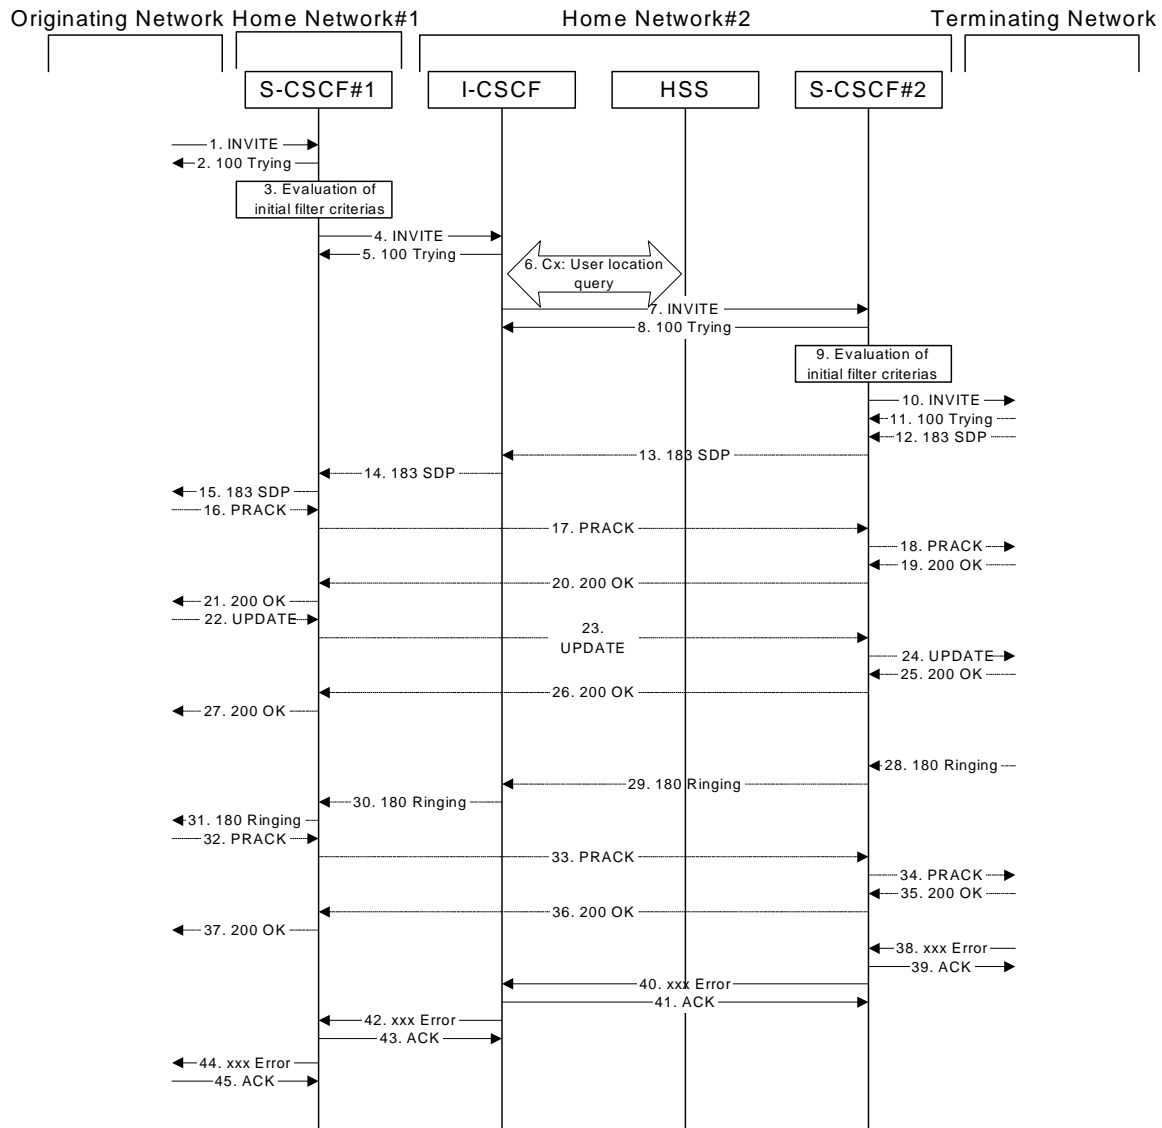 Originating Network Home Network#1 Home Network#2 Terminating Network
S-CSCF#1 I-CSCF HSS S-CSCF#2
1. INVITE
2. 100 Trying
3. Evaluation of
initial filter criterias
4. INVITE
5. 100 Trying
6. Cx: User location
query
7. INVITE
8. 100 Trying
9. Evaluation of
initial filter criterias
10. INVITE
11. 100 Trying
12. 183 SDP
13. 183 SDP
14. 183 SDP
15. 183 SDP
16. PRACK
17. PRACK
18. PRACK
19. 200 OK
20. 200 OK
21. 200 OK
22. UPDATE
23.
UPDATE
24. UPDATE
25. 200 OK
26. 200 OK
27. 200 OK
28. 180 Ringing
29. 180 Ringing
30. 180 Ringing
31. 180 Ringing
32. PRACK
33. PRACK
34. PRACK
35. 200 OK
36. 200 OK
37. 200 OK
38. xxx Error
39. ACK
40. xxx Error
41. ACK
42. xxx Error
43. ACK
44. xxx Error
45. ACK